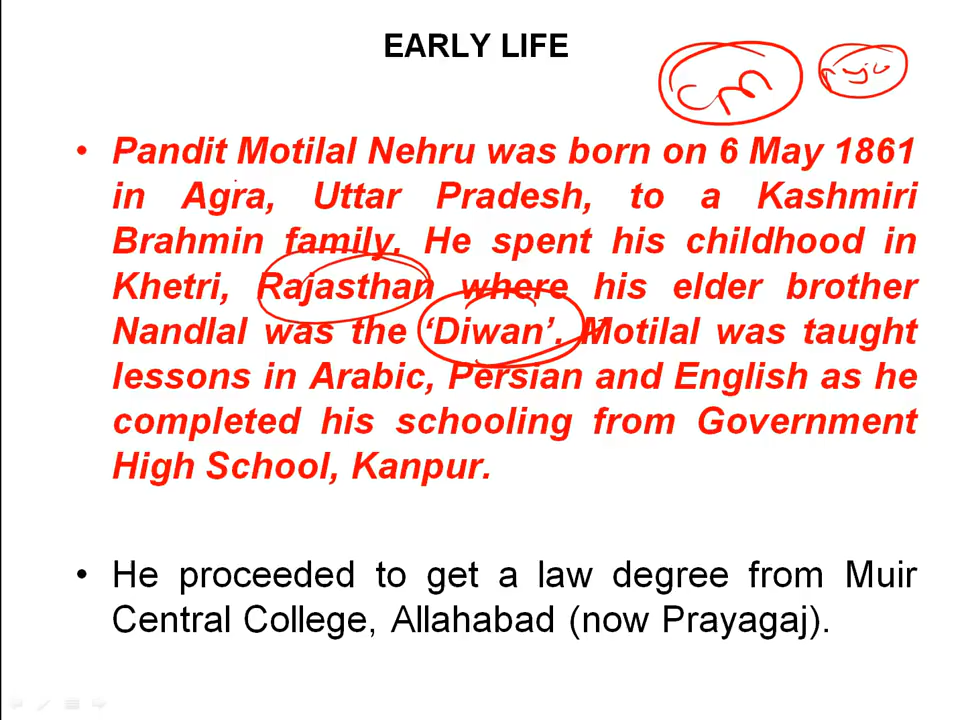 EARLY LIFE
CM
• Pandit Motilal Nehru was born on 6 May 1861
in Agra, Uttar Pradesh, to a Kashmiri
Brahmin family. He spent his childhood in
Khetri, Rajasthan where his elder brother
Nandlal was the ‘Diwan’. Motilal was taught
lessons in Arabic, Persian and English as he
completed his schooling from Government
High School, Kanpur.
• He proceeded to get a law degree from Muir
Central College, Allahabad (now Prayagaj).